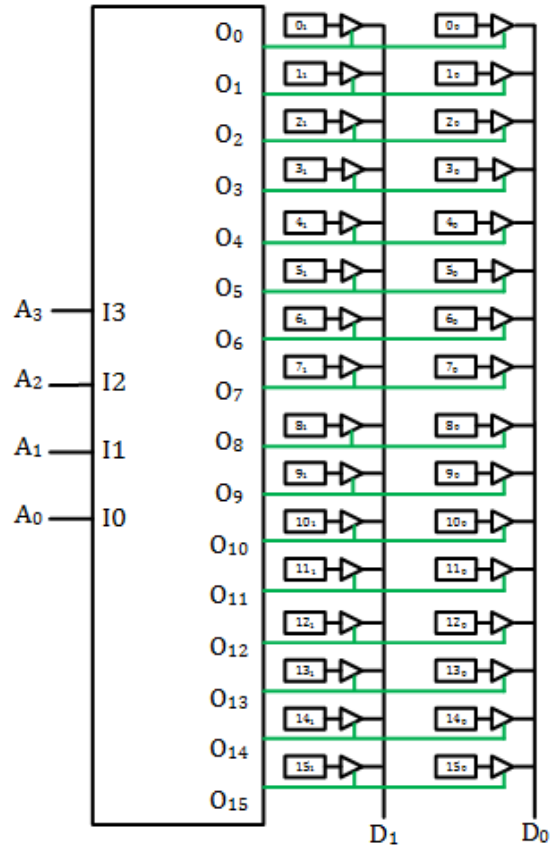 O₀ 0₁ 0₀
O₁ 1₁ 1₀
O₂ 2₁ 2₀
O₃ 3₁ 3₀
O₄ 4₁ 4₀
O₅ 5₁ 5₀
A₃ I3 O₆ 6₁ 6₀
A₂ I2 O₇ 7₁ 7₀
A₁ I1 O₈ 8₁ 8₀
O₉ 9₁ 9₀
A₀ I0 O₁₀ 10₁ 10₀
O₁₁ 11₁ 11₀
O₁₂ 12₁ 12₀
O₁₃ 13₁ 13₀
O₁₄ 14₁ 14₀
O₁₅ 15₁ 15₀
D₁ D₀